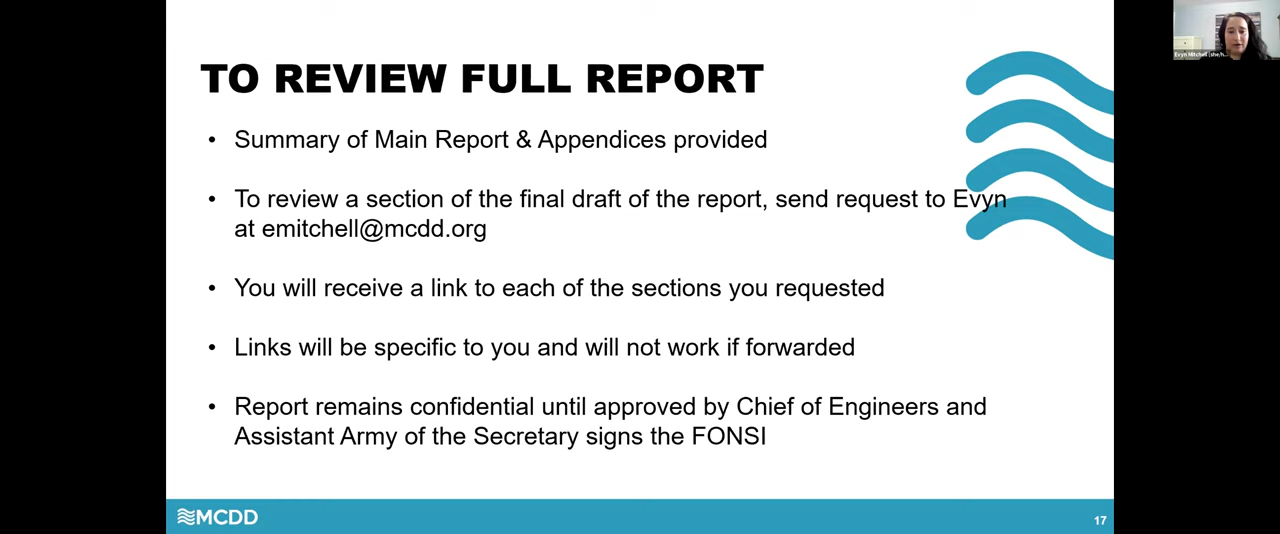 TO REVIEW FULL REPORT
• Summary of Main Report & Appendices provided
• To review a section of the final draft of the report, send request to Evyn
at emitchell@mcdd.org
• You will receive a link to each of the sections you requested
• Links will be specific to you and will not work if forwarded
• Report remains confidential until approved by Chief of Engineers and
Assistant Army of the Secretary signs the FONSI
MCDD
17
Evyn Mitchell (she/h...